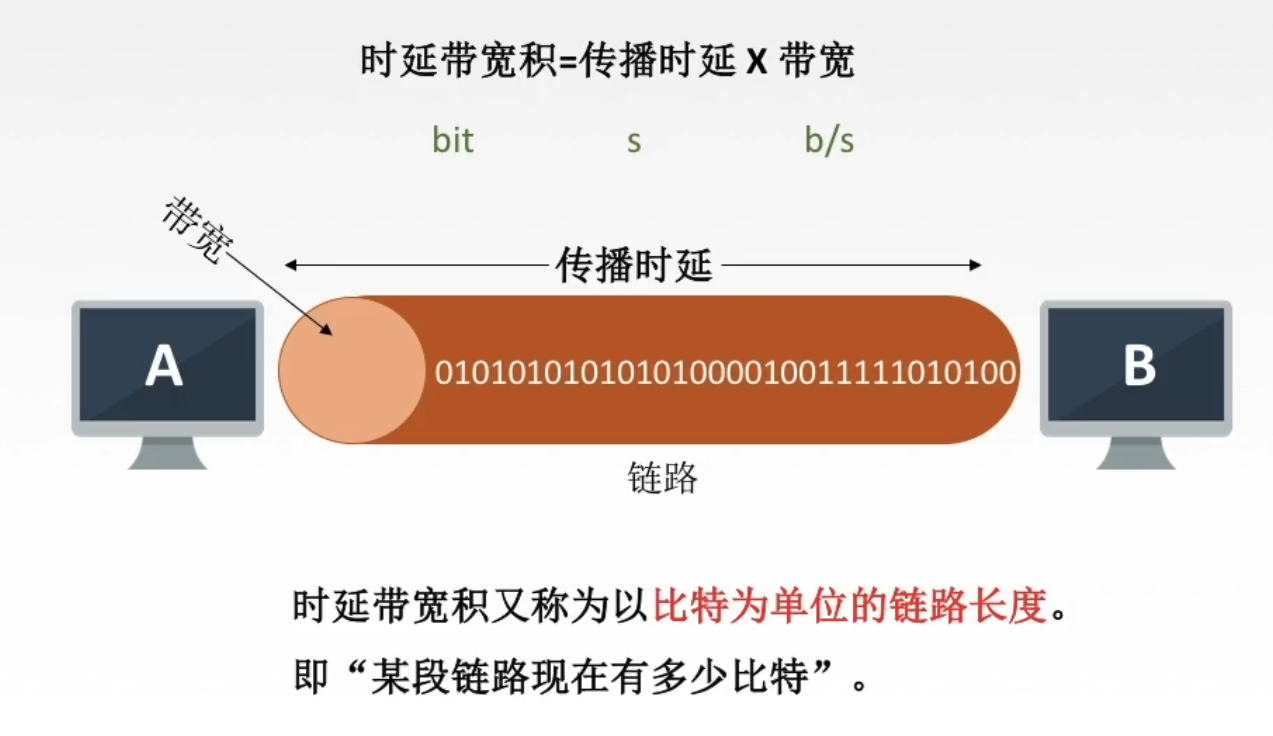 时延带宽积=传播时延 X 带宽
bit s b/s
带宽
传播时延
A
010101010101010000100111110101​00
B
链路
时延带宽积又称为以比特为单位的链路长度。
即“某段链路现在有多少比特”。